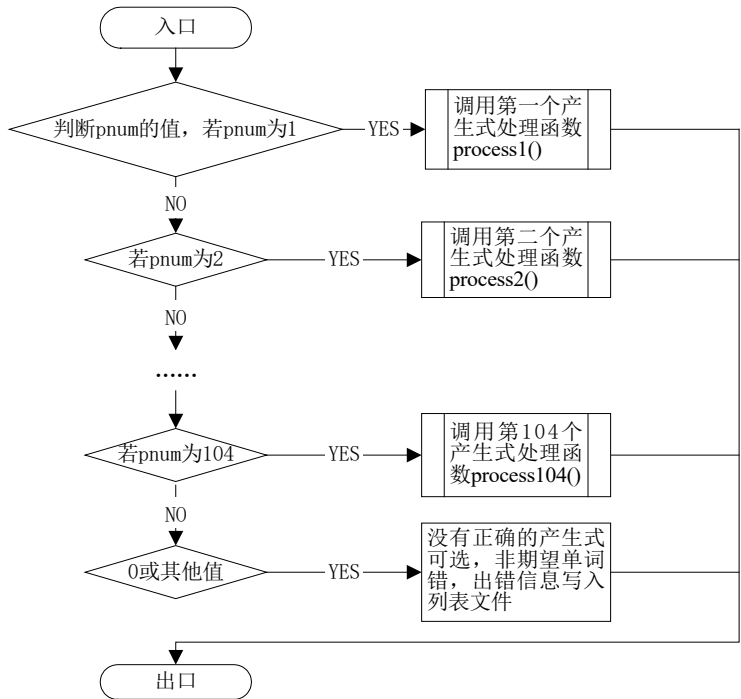 入口
判断pnum的值，若pnum为1
YES
调用第一个产
生式处理函数
process1()
NO
若pnum为2
YES
调用第二个产
生式处理函数
process2()
NO
……
若pnum为104
YES
调用第104个
产生式处理函
数process104()
NO
0或其他值
YES
没有正确的产生式
可选，非期望单词
错，出错信息写入
列表文件
出口